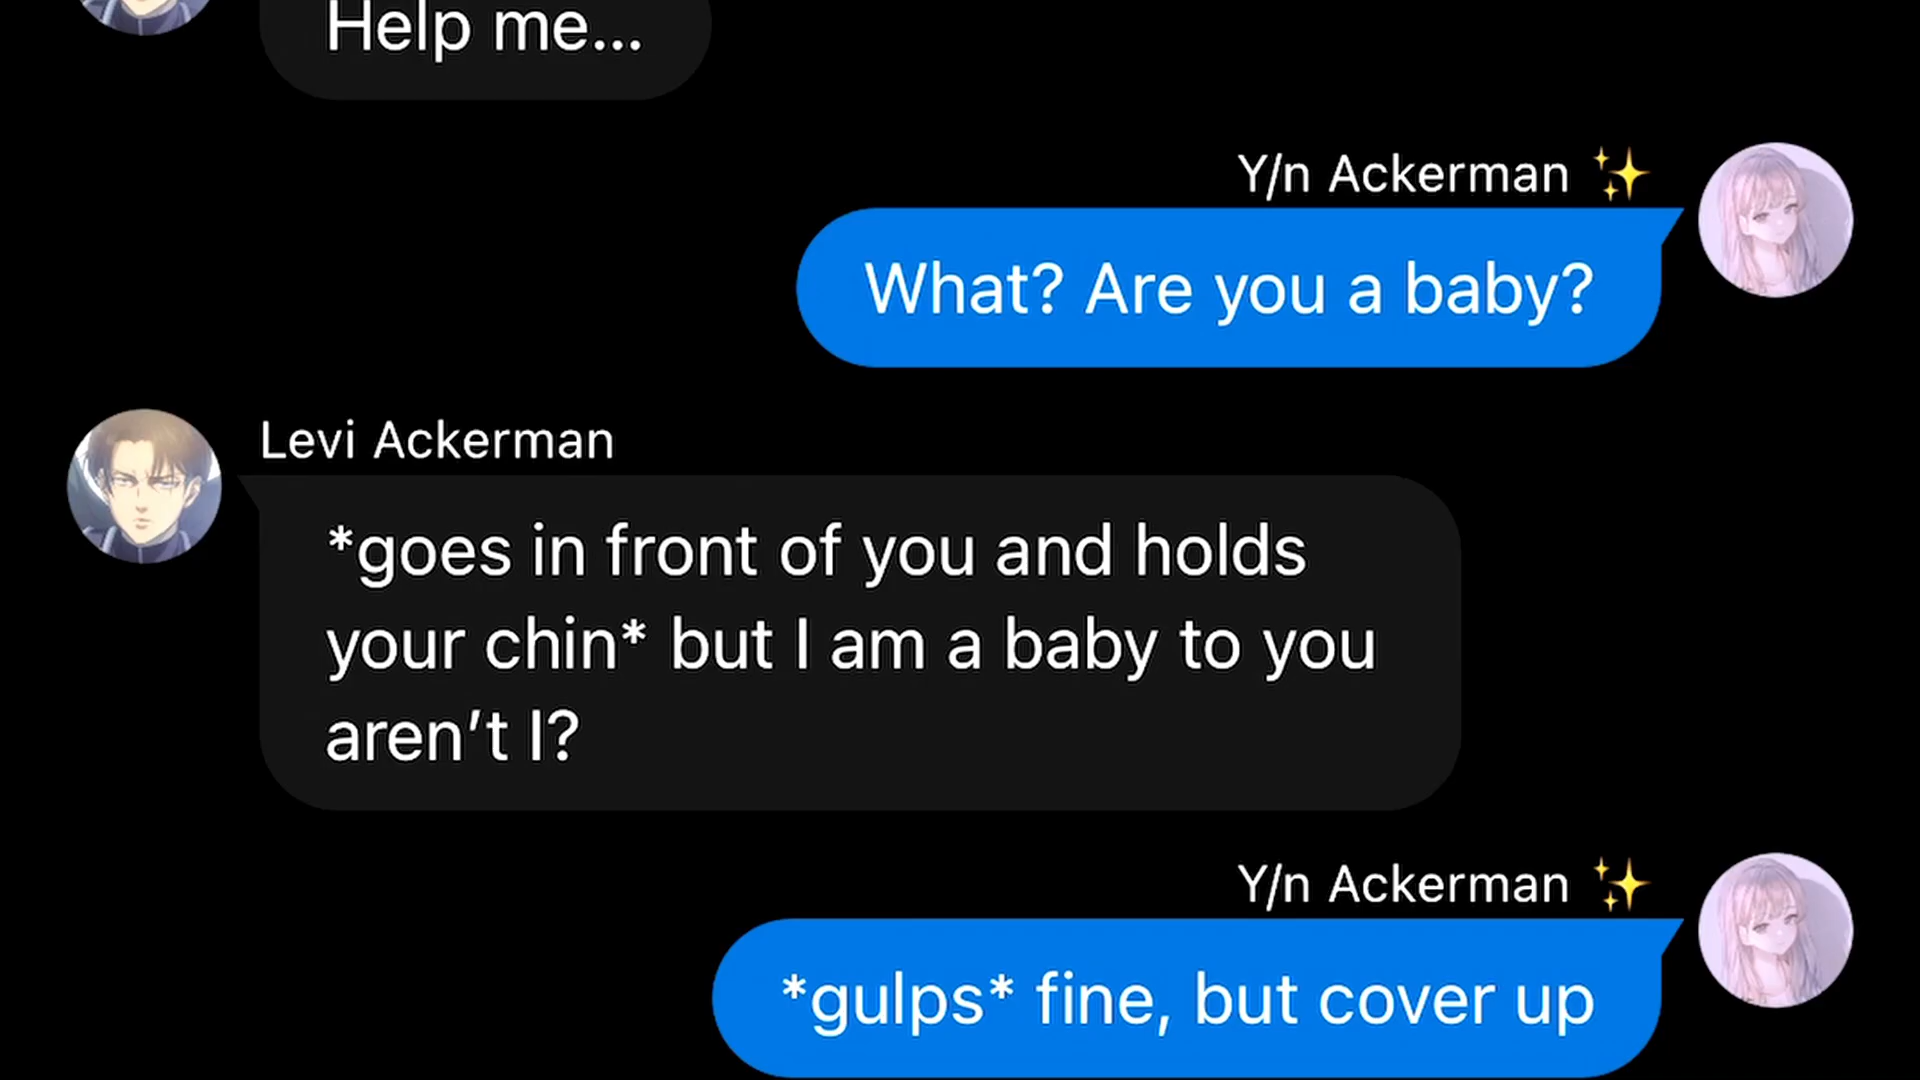 Help me...
Y/n Ackerman ✨
What? Are you a baby?
Levi Ackerman
*goes in front of you and holds
your chin* but I am a baby to you
aren’t I?
Y/n Ackerman ✨
*gulps* fine, but cover up